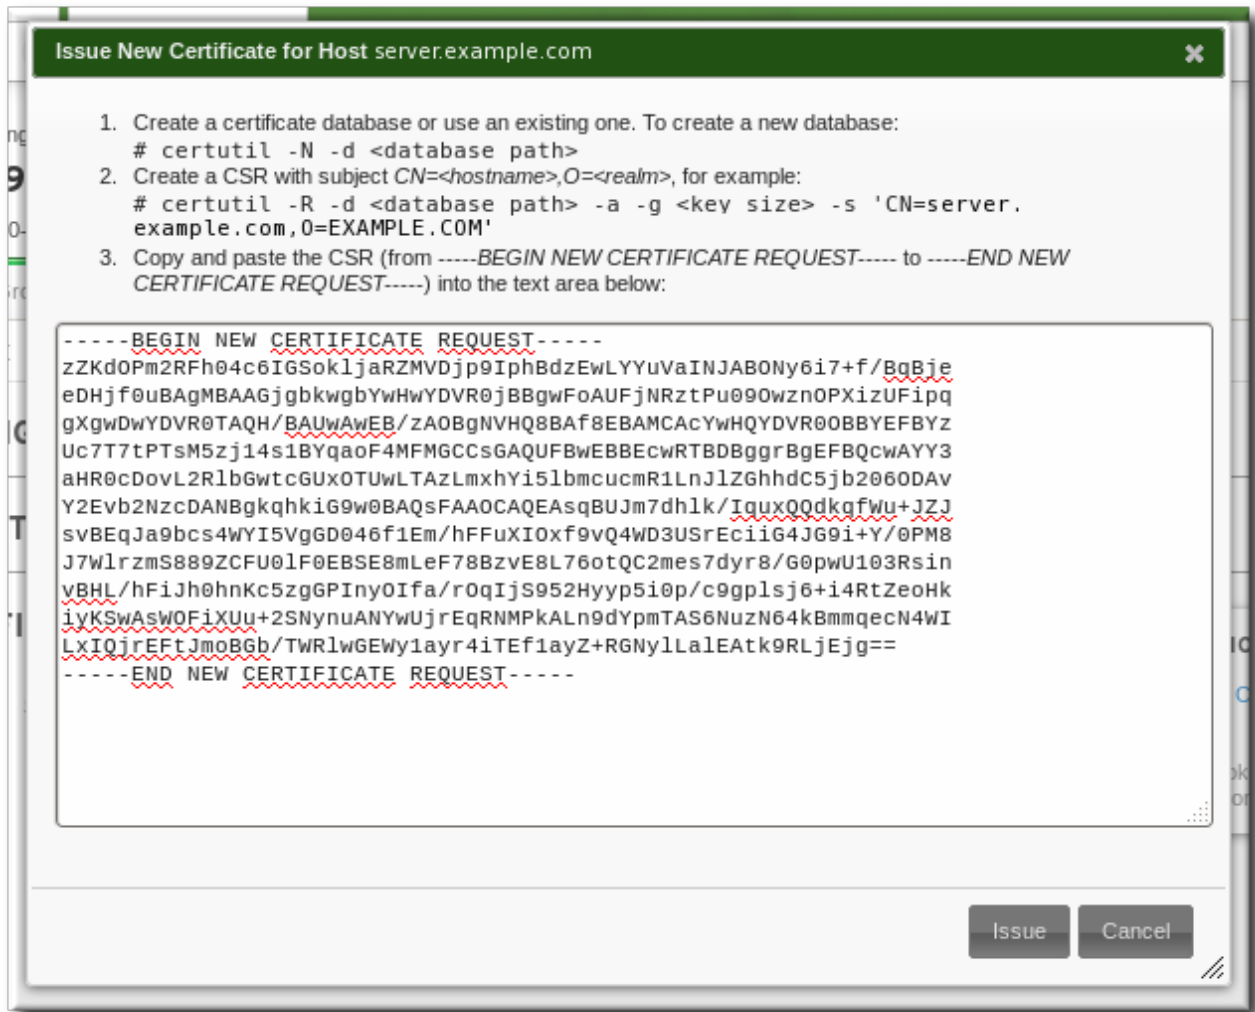 Issue New Certificate for Host server.example.com
1. Create a certificate database or use an existing one. To create a new database:
# certutil -N -d <database path>
2. Create a CSR with subject CN=<hostname>,O=<realm>, for example:
# certutil -R -d <database path> -a -g <key size> -s 'CN=server.
example.com,O=EXAMPLE.COM'
3. Copy and paste the CSR (from -----BEGIN NEW CERTIFICATE REQUEST----- to -----END NEW
CERTIFICATE REQUEST-----) into the text area below:
-----BEGIN NEW CERTIFICATE REQUEST-----
zZKdOPm2RFh04c6IGSokljaRZMVDjp9IphBdzEwLYYuVaINJABONy6i7+f/BqBje
eDHjf0uBAgMBAAGjgbkwgbYwHwYDVR0jBBgwFoAUFjNRztPu09OwznOPXizUFipq
gXgwDwYDVR0TAQH/BAUwAwEB/zAOBgNVHQ8BAf8EBAMCAcYwHQYDVR0OBBYEFBYz
Uc7T7tPTsM5zj14s1BYqaoF4MFMGCCsGAQUFBwEBBEcwRTBDBggrBgEFBQcwAYY3
aHR0cDovL2RlbGwtcGUxOTUwLTAzLmxhYi5lbmcucmR1LnJlZGhhdC5jb206ODAv
Y2Evb2NzcDANBgkqhkiG9w0BAQsFAAOCAQEAsqBUJm7dhlk/IquxQQdkqfWu+JZJ
svBEqJa9bcs4WYI5VgGD046f1Em/hFFuXIOxf9vQ4WD3USrEciiG4JG9i+Y/0PM8
J7WlrzmS889ZCFU0lF0EBSE8mLeF78BzvE8L76otQC2mes7dyr8/G0pwU103Rsin
vBHL/hFiJh0hnKc5zgGPInyOIfa/rOqIjS952Hyyp5i0p/c9gplsj6+i4RtZeoHk
iyKSwAsWOFiXUu+2SNynuANYwUjrEqRNMPkALn9dYpmTAS6NuzN64kBmmqecN4WI
LxIQjrEFtJmoBGb/TWRlwGEWy1ayr4iTEf1ayZ+RGNylLalEAtk9RLjEjg==
-----END NEW CERTIFICATE REQUEST-----
Issue
Cancel